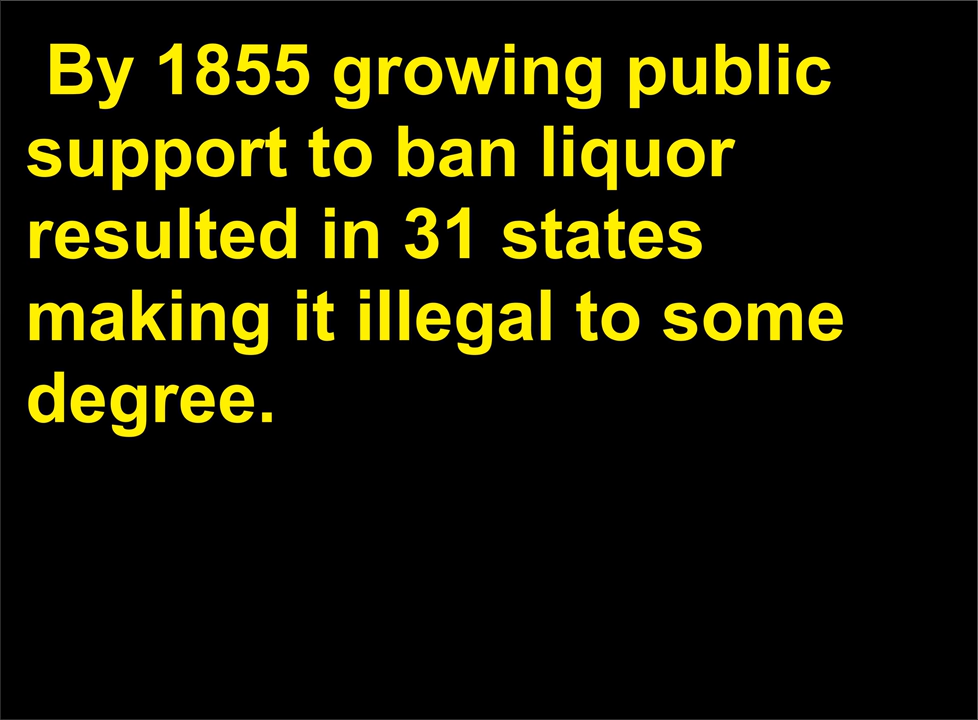 By 1855 growing public
support to ban liquor
resulted in 31 states
making it illegal to some
degree.